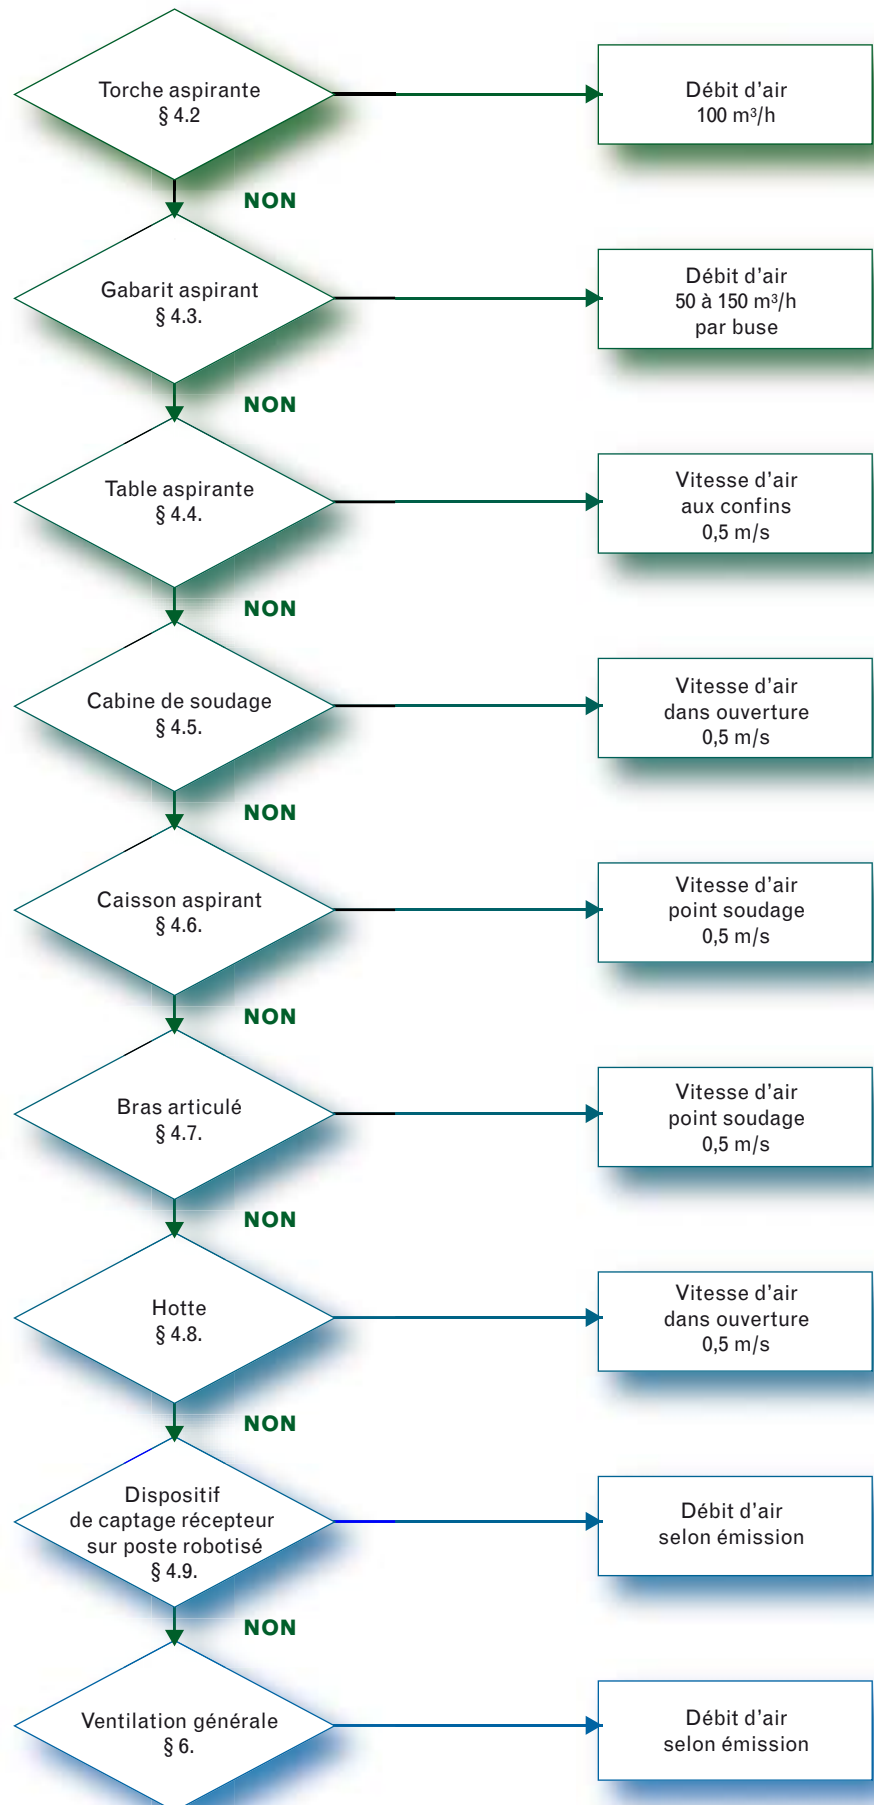 Torche aspirante
§ 4.2
Débit d'air
100 m³/h
NON
Gabarit aspirant
§ 4.3.
Débit d'air
50 à 150 m³/h
par buse
NON
Table aspirante
§ 4.4.
Vitesse d'air
aux confins
0,5 m/s
NON
Cabine de soudage
§ 4.5.
Vitesse d'air
dans ouverture
0,5 m/s
NON
Caisson aspirant
§ 4.6.
Vitesse d'air
point soudage
0,5 m/s
NON
Bras articulé
§ 4.7.
Vitesse d'air
point soudage
0,5 m/s
NON
Hotte
§ 4.8.
Vitesse d'air
dans ouverture
0,5 m/s
NON
Dispositif
de captage récepteur
sur poste robotisé
§ 4.9.
Débit d'air
selon émission
NON
Ventilation générale
§ 6.
Débit d'air
selon émission